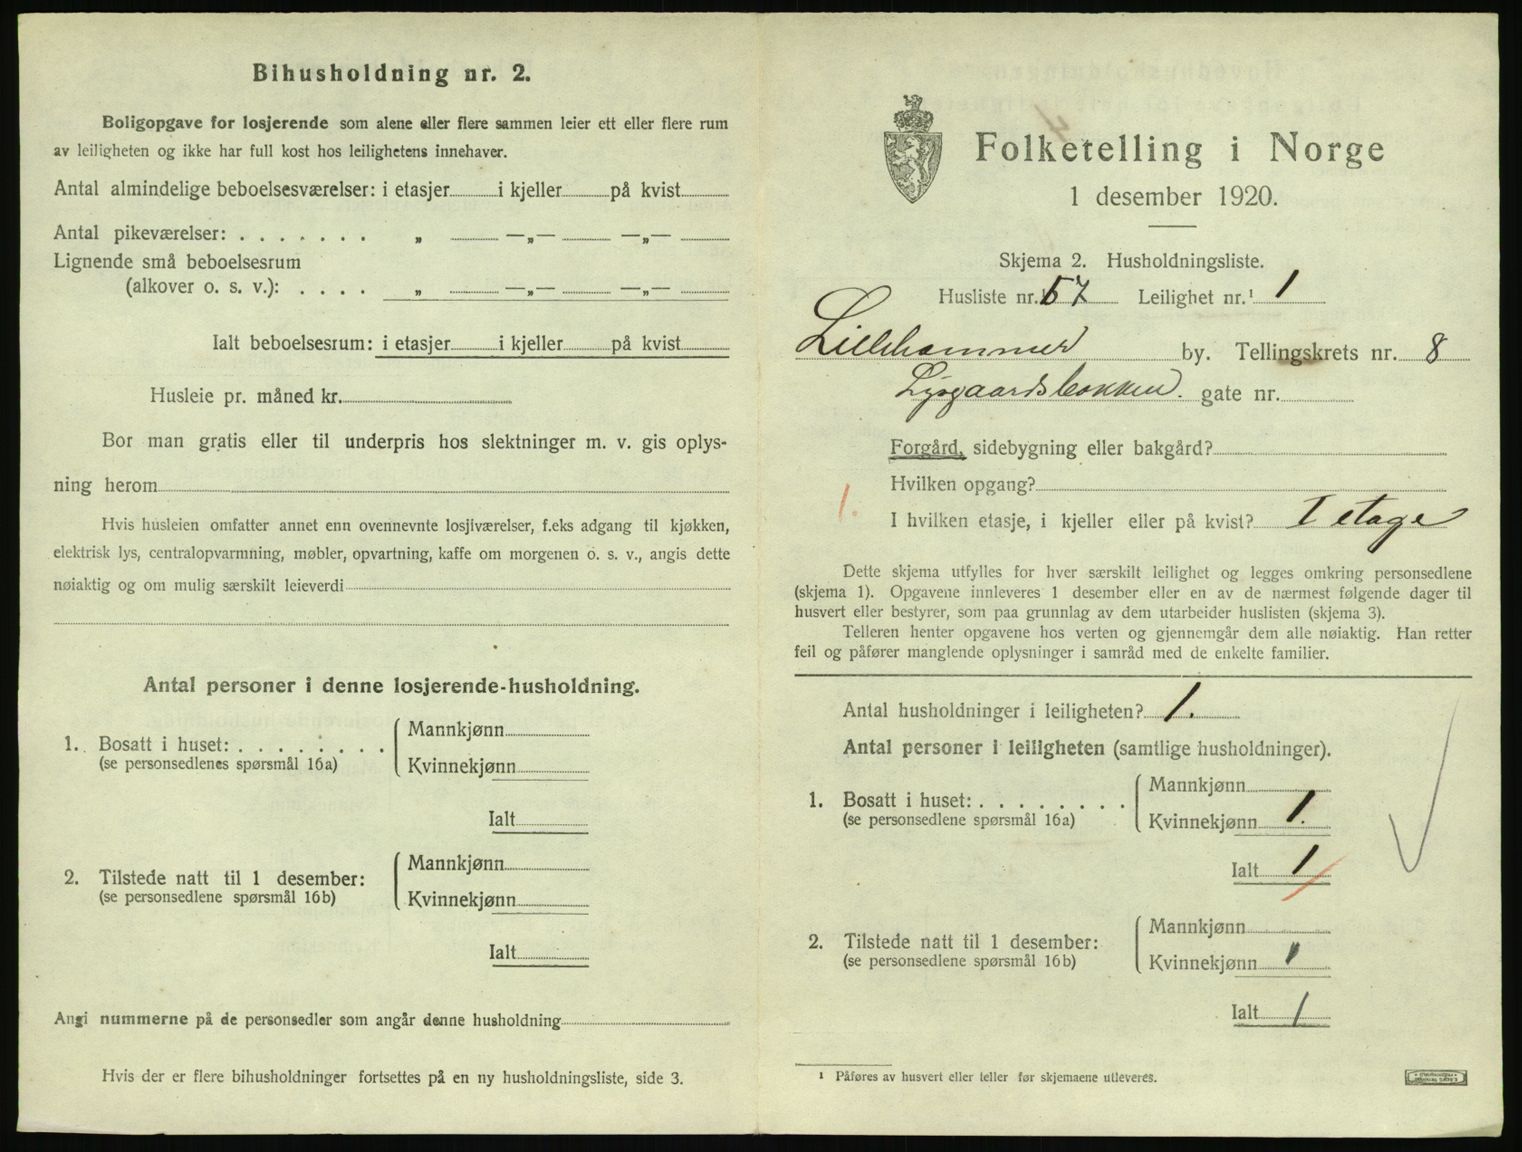 Bihusholdning nr. 2.
Boligopgave for losjerende som alene eller flere sammen leier ett eller flere rum
av leiligheten og ikke har full kost hos leilighetens innehaver.
Antal almindelige beboelsesværelser: i etasjer i kjeller på kvist
Antal pikeværelser: . . . . . . . „ —„— —„—
Lignende små beboelsesrum
(alkover o. s. v.): . . . . „ —„— —„—
Ialt beboelsesrum: i etasjer i kjeller på kvist
Husleie pr. måned kr.
Bor man gratis eller til underpris hos slektninger m. v. gis oplys-
ning herom
Hvis husleien omfatter annet enn ovennevnte losjiværelser, f.eks adgang til kjøkken,
elektrisk lys, centralopvarmning, møbler, opvartning, kaffe om morgenen o. s. v., angis dette
nøiaktig og om mulig særskilt leieverdi
Antal personer i denne losjerende-husholdning.
1. Bosatt i huset: . . . . . . . .
(se personsedlenes spørsmål 16a)
Mannkjønn
Kvinnekjønn
Ialt
2. Tilstede natt til 1 desember:
(se personsedlene spørsmål 16b)
Mannkjønn
Kvinnekjønn
Ialt
Angi nummerne på de personsedler som angår denne husholdning
Hvis der er flere bihusholdninger fortsettes på en ny husholdningsliste, side 3.
Folketelling i Norge
1 desember 1920.
Skjema 2. Husholdningsliste.
Husliste nr. 57 Leilighet nr.¹ 1
Lillehammer by. Tellingskrets nr. 8
Lysgaardsbakken. gate nr.
Forgård, sidebygning eller bakgård?
Hvilken opgang?
1.
I hvilken etasje, i kjeller eller på kvist? I etage
Dette skjema utfylles for hver særskilt leilighet og legges omkring personsedlene
(skjema 1). Opgavene innleveres 1 desember eller en av de nærmest følgende dager til
husvert eller bestyrer, som paa grunnlag av dem utarbeider huslisten (skjema 3).
Telleren henter opgavene hos verten og gjennemgår dem alle nøiaktig. Han retter
feil og påfører manglende oplysninger i samråd med de enkelte familier.
Antal husholdninger i leiligheten? 1.
Antal personer i leiligheten (samtlige husholdninger).
1. Bosatt i huset: . . . . . . . .
(se personsedlene spørsmål 16a)
Mannkjønn
Kvinnekjønn 1.
Ialt 1
2. Tilstede natt til 1 desember:
(se personsedlene spørsmål 16b)
Mannkjønn
Kvinnekjønn 1
Ialt 1
¹ Påføres av husvert eller teller før skjemaene utleveres.